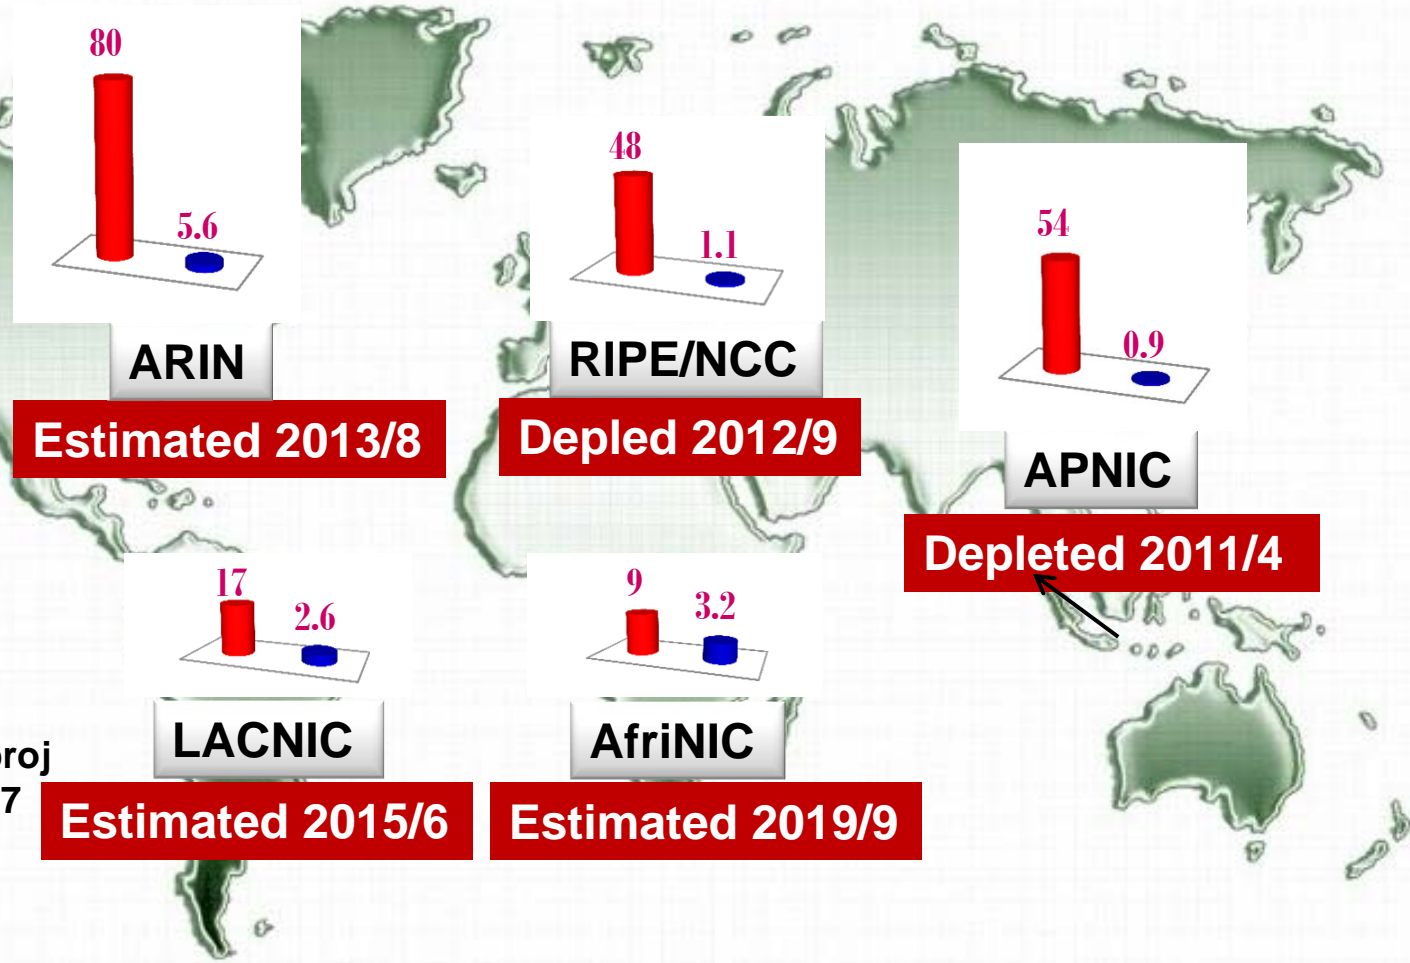 80
5.6
ARIN
Estimated 2013/8
48
1.1
RIPE/NCC
Depled 2012/9
54
0.9
APNIC
Depleted 2011/4
17
2.6
LACNIC
Estimated 2015/6
9
3.2
AfriNIC
Estimated 2019/9
proj
7